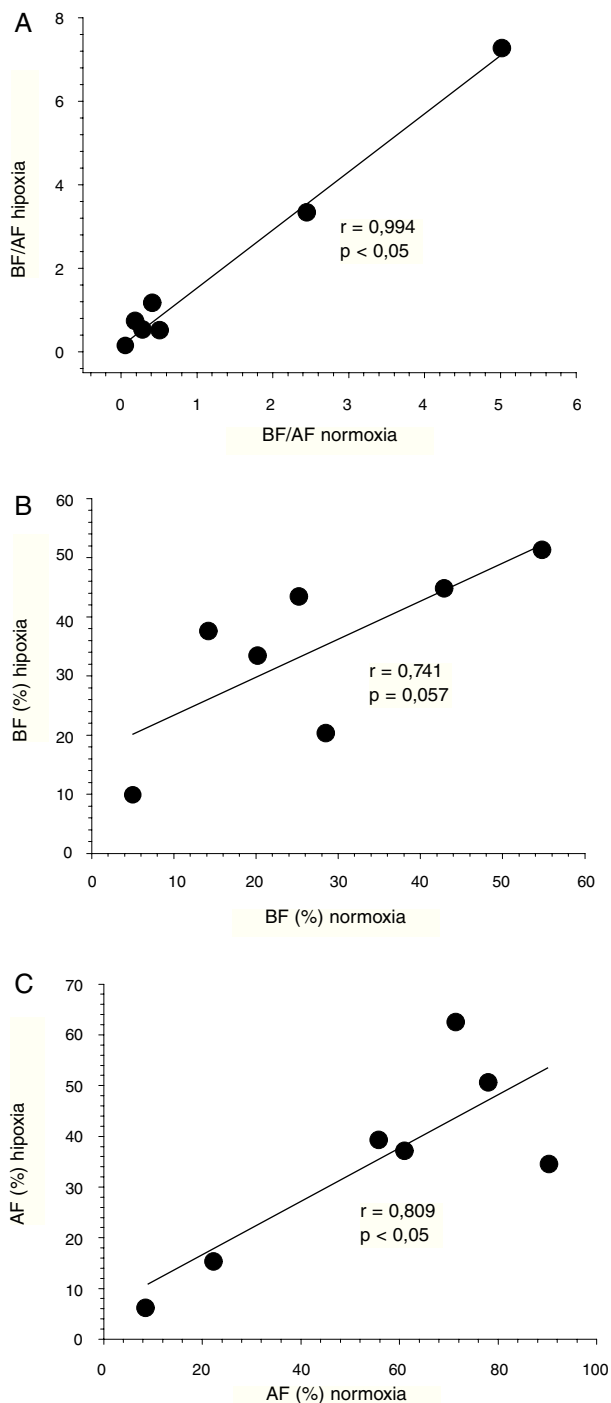 A
8
6
4
2
0
BF/AF hipoxia
r = 0,994
p < 0,05
0 1 2 3 4 5 6
BF/AF normoxia
B
60
50
40
30
20
10
0
BF (%) hipoxia
r = 0,741
p = 0,057
0 10 20 30 40 50 60
BF (%) normoxia
C
70
60
50
40
30
20
10
0
AF (%) hipoxia
r = 0,809
p < 0,05
0 20 40 60 80 100
AF (%) normoxia